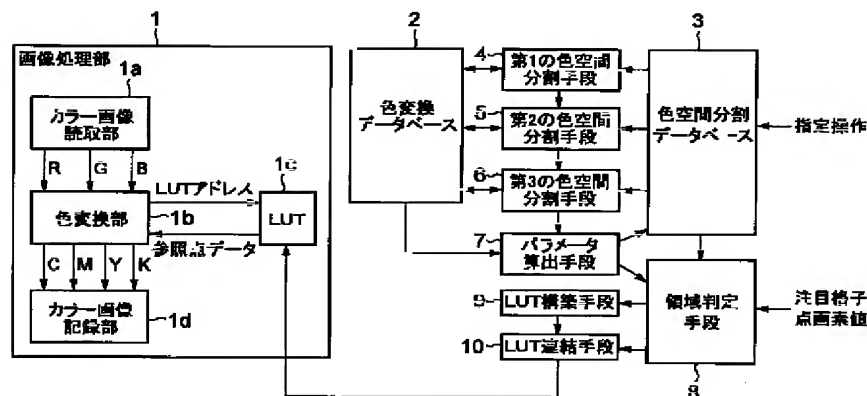 1
画像処理部
1a
カラー画像
読取部
R G B
LUTアドレス
1c
LUT
色変換部
1b
参照点データ
C M Y K
カラー画像
記録部
1d
2
色変換
データベース
4
第1の色空間
分割手段
5
第2の色空間
分割手段
6
第3の色空間
分割手段
7
パラメータ
算出手段
9
LUT構築手段
10
LUT連結手段
3
色空間分割
データベース
指定操作
領域判定
手段
8
注目格子
点画素値